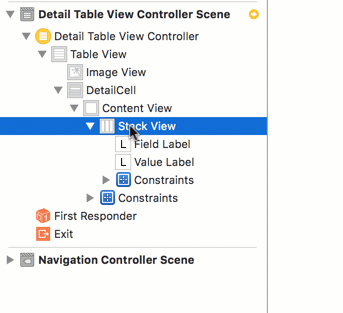 Detail Table View Controller Scene
Detail Table View Controller
Table View
Image View
DetailCell
Content View
Stack View
L Field Label
L Value Label
Constraints
Constraints
First Responder
Exit
Navigation Controller Scene